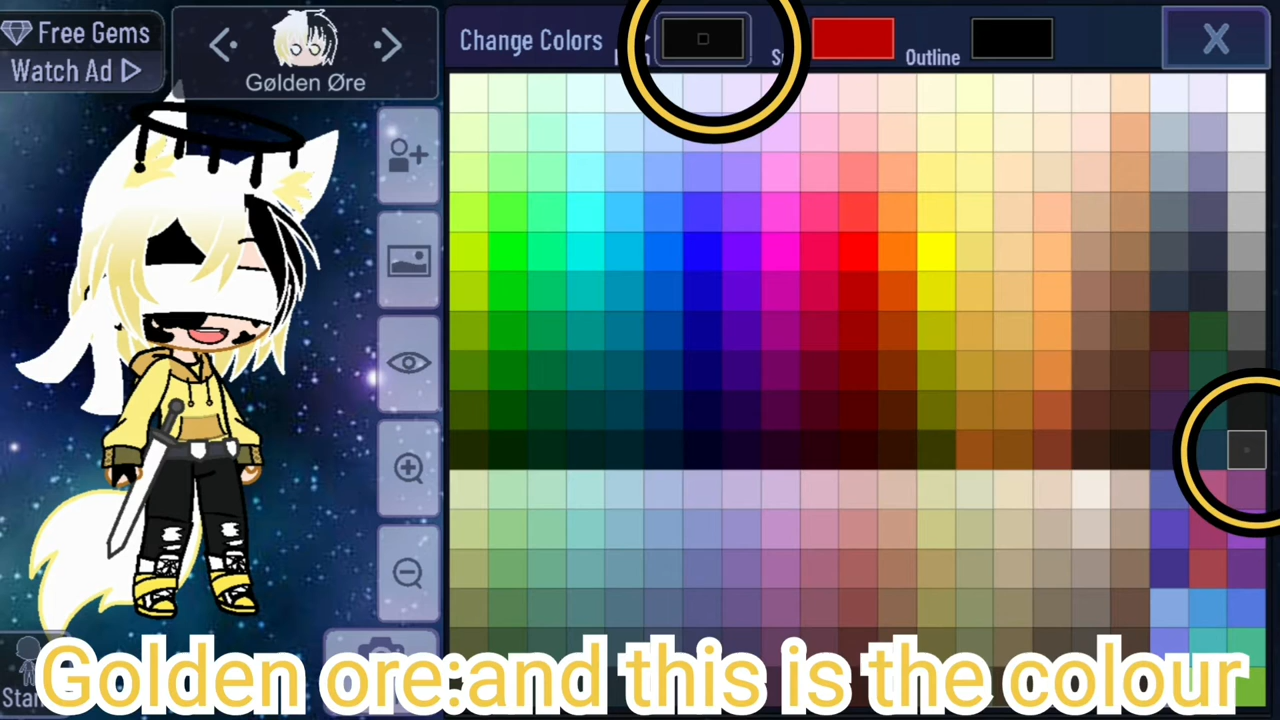 Free Gems
Watch Ad
Gølden Øre
Change Colors
Outline
Golden ore:and this is the colour